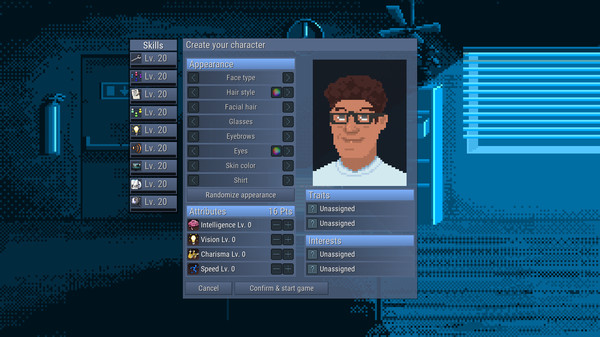 Skills
Lv. 20
Lv. 20
Lv. 20
Lv. 20
Lv. 20
Lv. 20
Lv. 20
Lv. 20
Lv. 20
Create your character
Appearance
Face type
Hair style
Facial hair
Glasses
Eyebrows
Eyes
Skin color
Shirt
Randomize appearance
Attributes 16 Pts
Intelligence Lv. 0
Vision Lv. 0
Charisma Lv. 0
Speed Lv. 0
Traits
? Unassigned
? Unassigned
Interests
? Unassigned
? Unassigned
Cancel
Confirm & start game